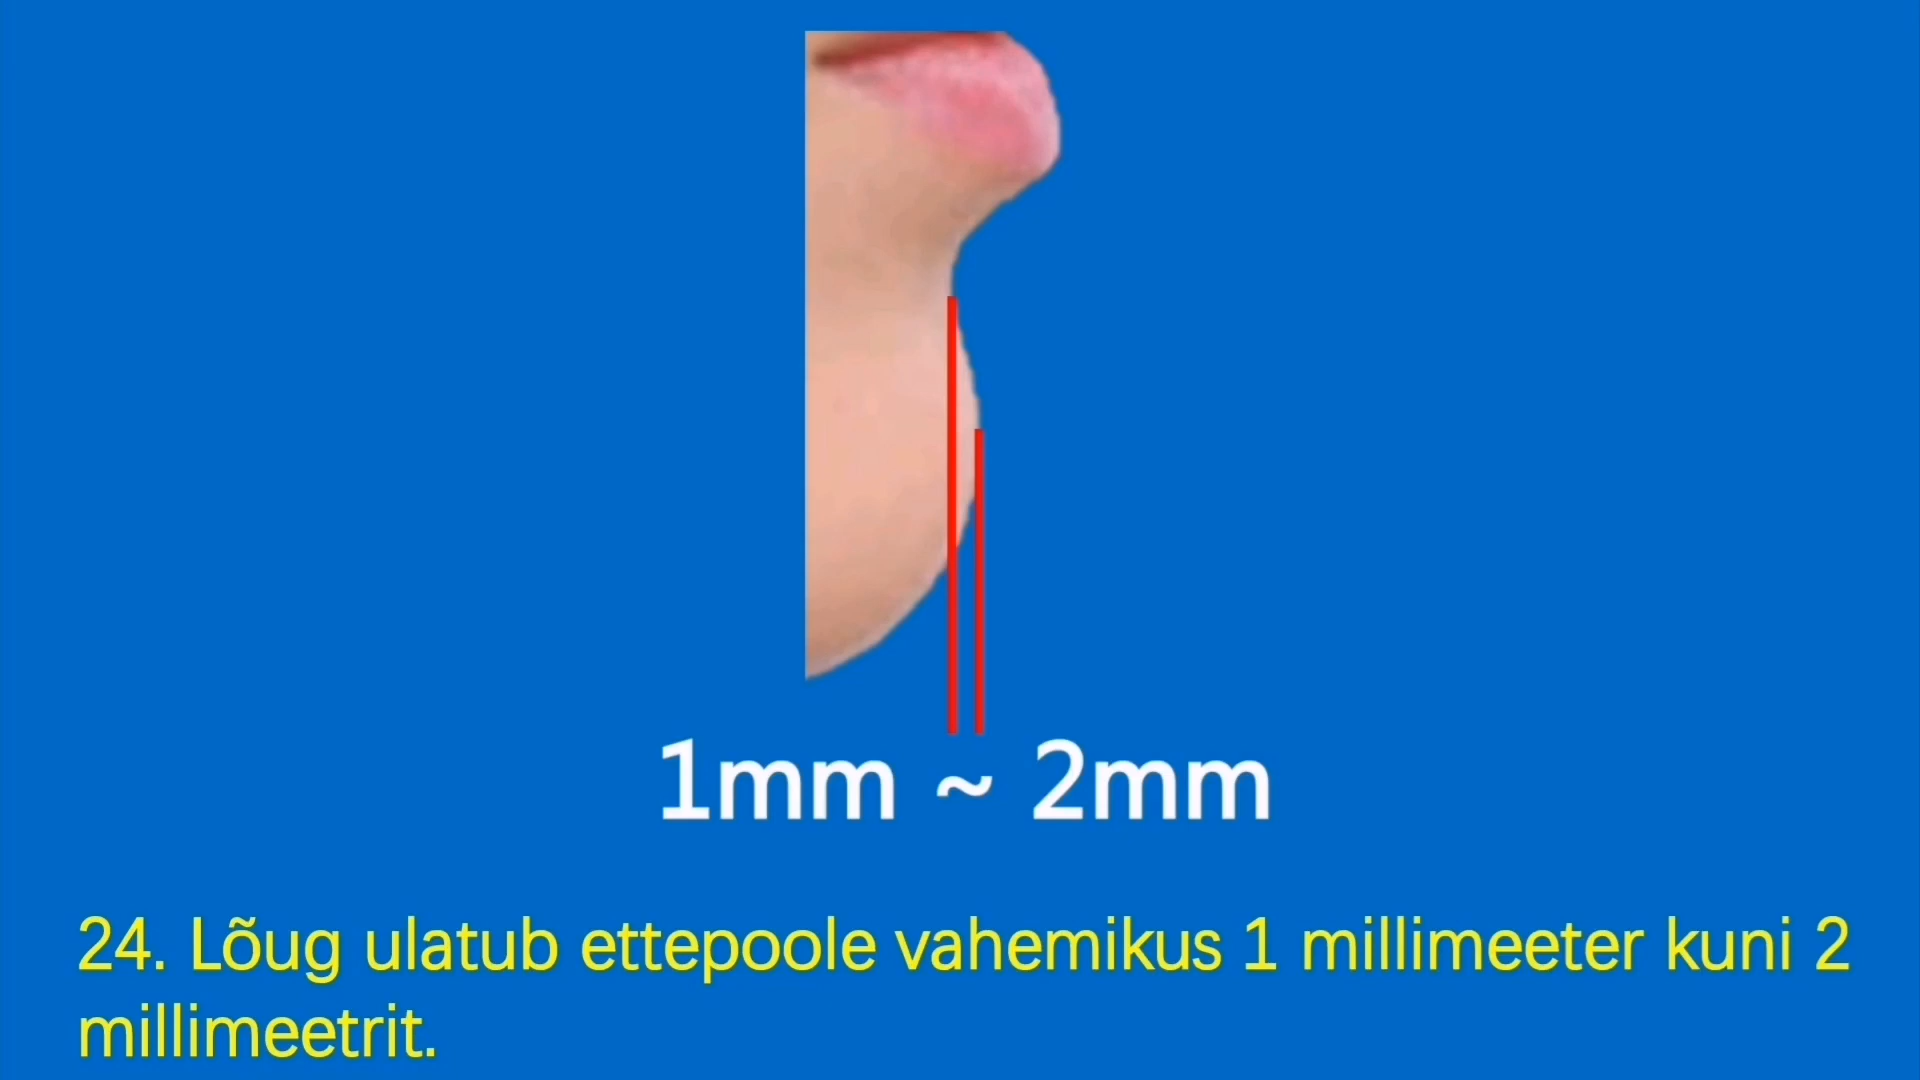 1mm ~ 2mm
24. Lõug ulatub ettepoole vahemikus 1 millimeeter kuni 2
millimeetrit.